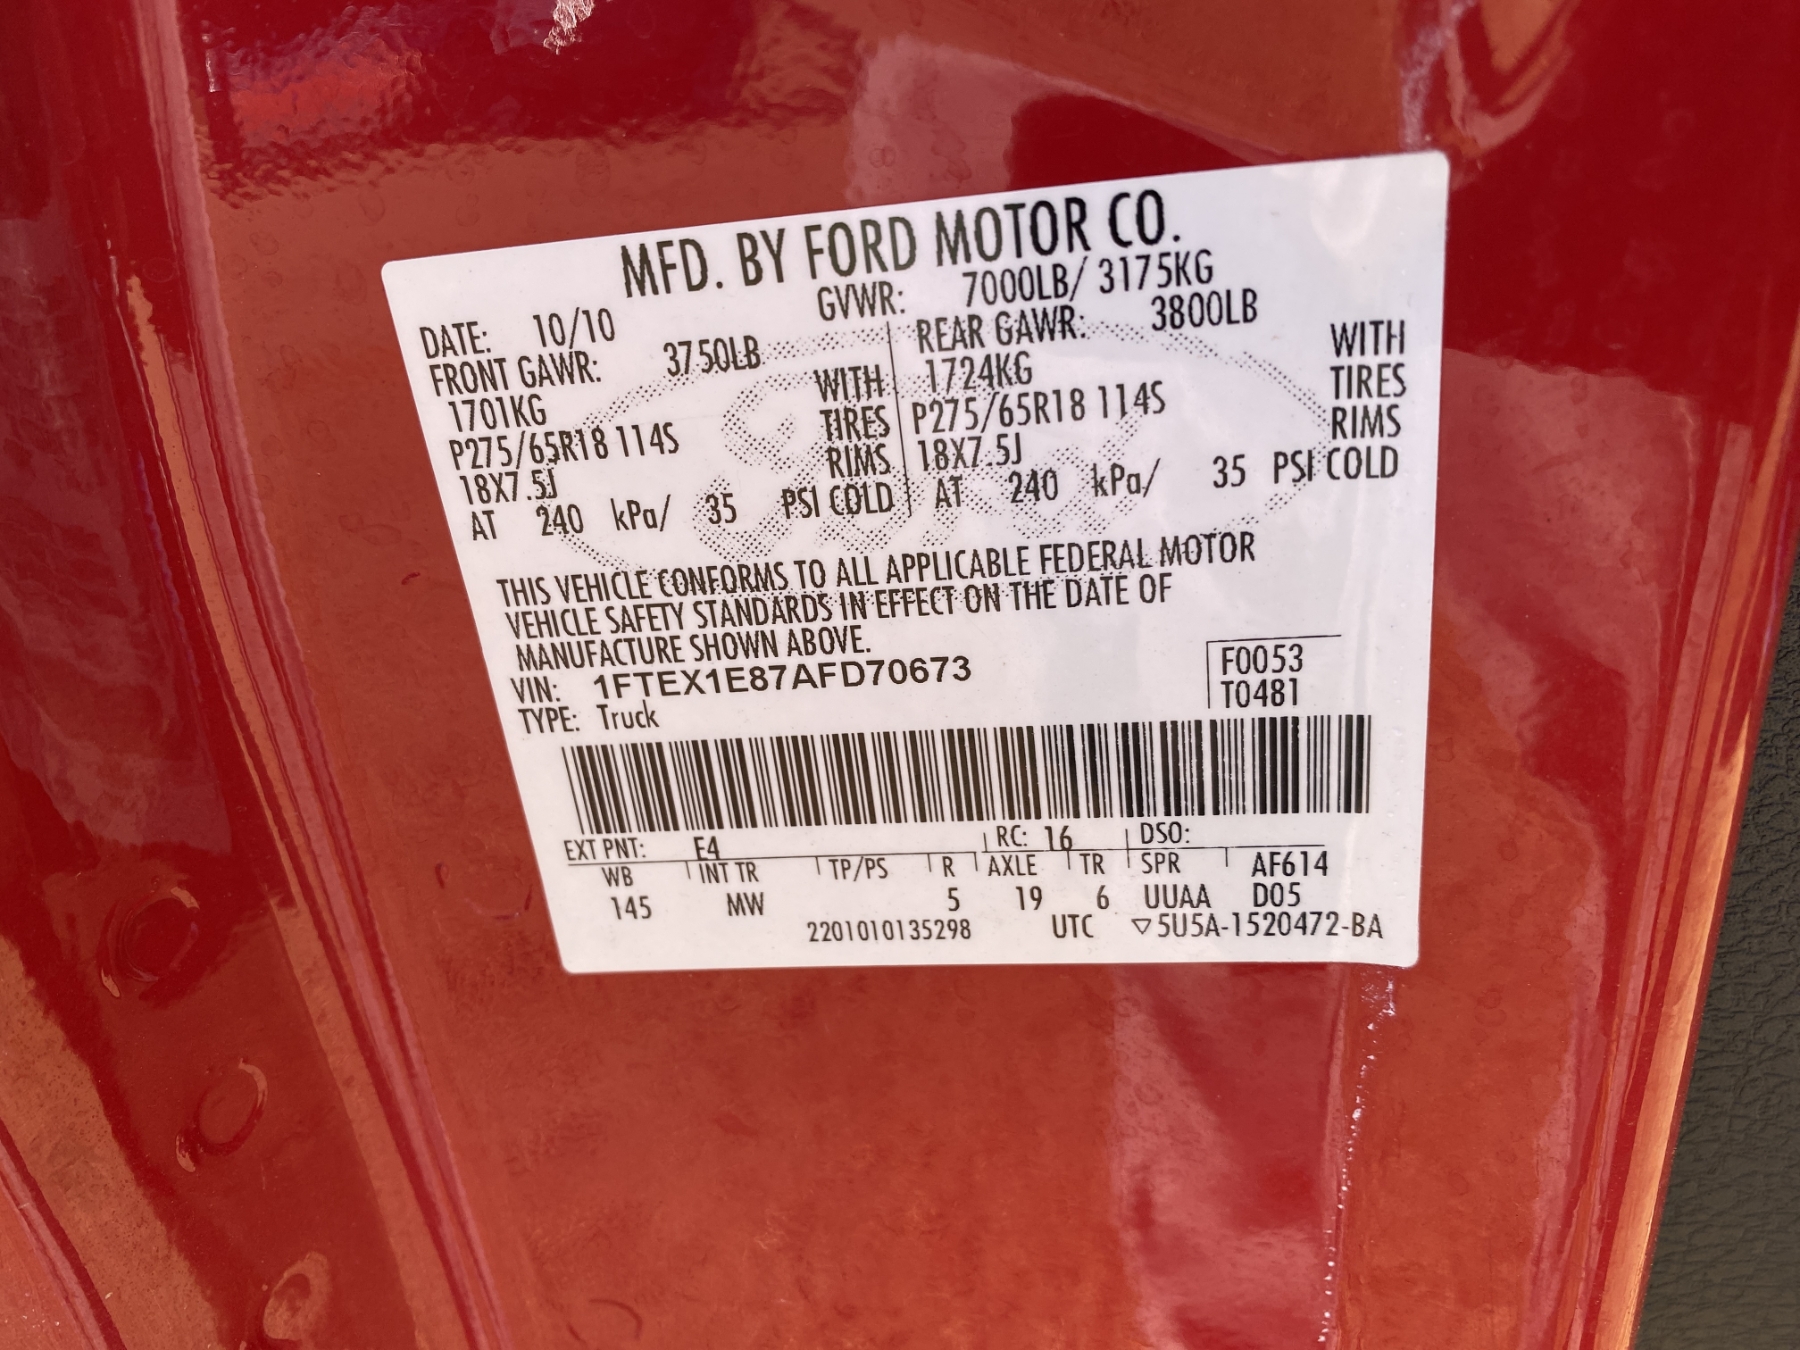 MFD. BY FORD MOTOR CO.
DATE: 10/10 GVWR: 7000LB/ 3175KG
FRONT GAWR: 3750LB REAR GAWR: 3800LB
1701KG WITH 1724KG WITH
P275/65R18 114S TIRES P275/65R18 114S TIRES
18X7.5J RIMS 18X7.5J RIMS
AT 240 kPa/ 35 PSI COLD AT 240 kPa/ 35 PSI COLD
THIS VEHICLE CONFORMS TO ALL APPLICABLE FEDERAL MOTOR
VEHICLE SAFETY STANDARDS IN EFFECT ON THE DATE OF
MANUFACTURE SHOWN ABOVE.
VIN: 1FTEX1E87AFD70673 F0053
TYPE: Truck T0481
EXT PNT: E4 RC: 16 DSO:
WB INT TR TP/PS R AXLE TR SPR AF614
145 MW 5 19 6 UUAA D05
2201010135298 UTC ▽5U5A-1520472-BA